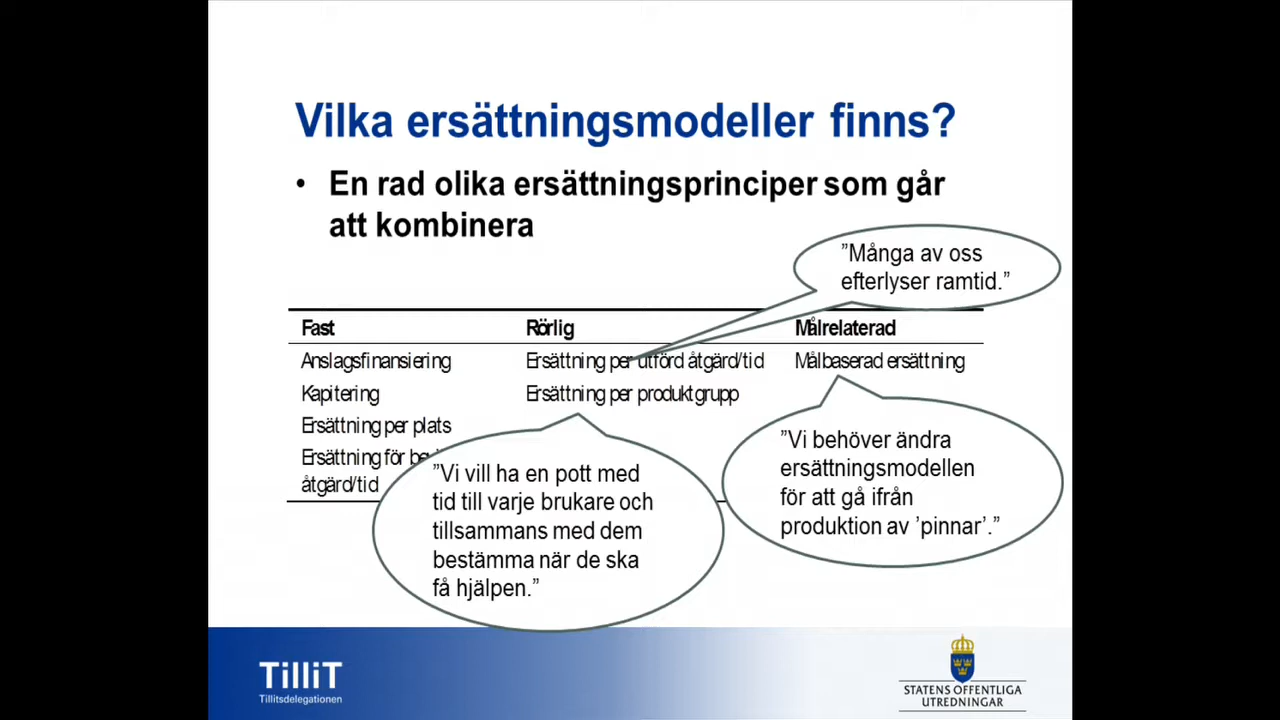 Vilka ersättningsmodeller finns?
• En rad olika ersättningsprinciper som går
att kombinera
”Många av oss
efterlyser ramtid.”
Fast Rörlig Målrelaterad
Anslagsfinansiering Ersättning per utförd åtgärd/tid Målbaserad ersättning
Kapitering Ersättning per produktgrupp
Ersättning per plats
Ersättning för
åtgärd/tid
”Vi vill ha en pott med
tid till varje brukare och
tillsammans med dem
bestämma när de ska
få hjälpen.”
”Vi behöver ändra
ersättningsmodellen
för att gå ifrån
produktion av ’pinnar’.”
TilliT
Tillitsdelegationen
STATENS OFFENTLIGA
UTREDNINGAR